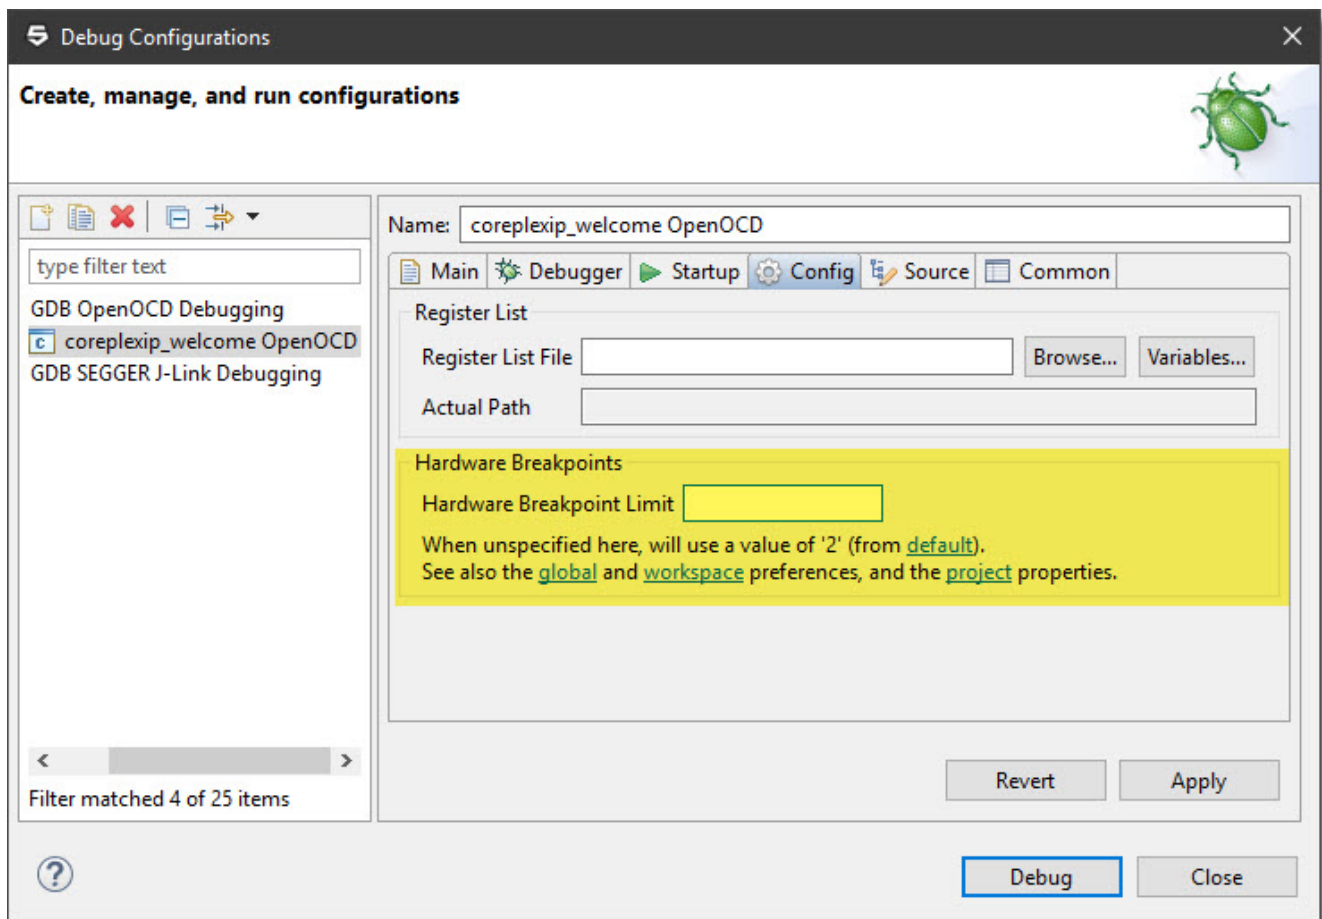 Debug Configurations
Create, manage, and run configurations
Name: coreplexip_welcome OpenOCD
type filter text
GDB OpenOCD Debugging
c coreplexip_welcome OpenOCD
GDB SEGGER J-Link Debugging
Filter matched 4 of 25 items
Main Debugger Startup Config Source Common
Register List
Register List File Browse... Variables...
Actual Path
Hardware Breakpoints
Hardware Breakpoint Limit
When unspecified here, will use a value of '2' (from default).
See also the global and workspace preferences, and the project properties.
Revert Apply
? Debug Close